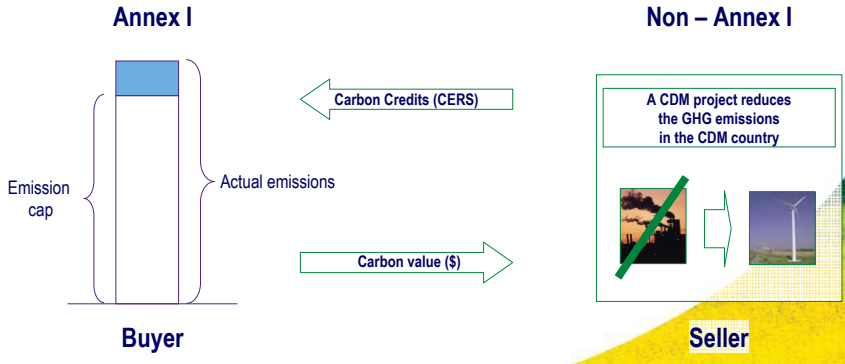 Annex I
Non – Annex I
Carbon Credits (CERS)
A CDM project reduces
the GHG emissions
in the CDM country
Emission
cap
Actual emissions
Carbon value ($)
Buyer
Seller